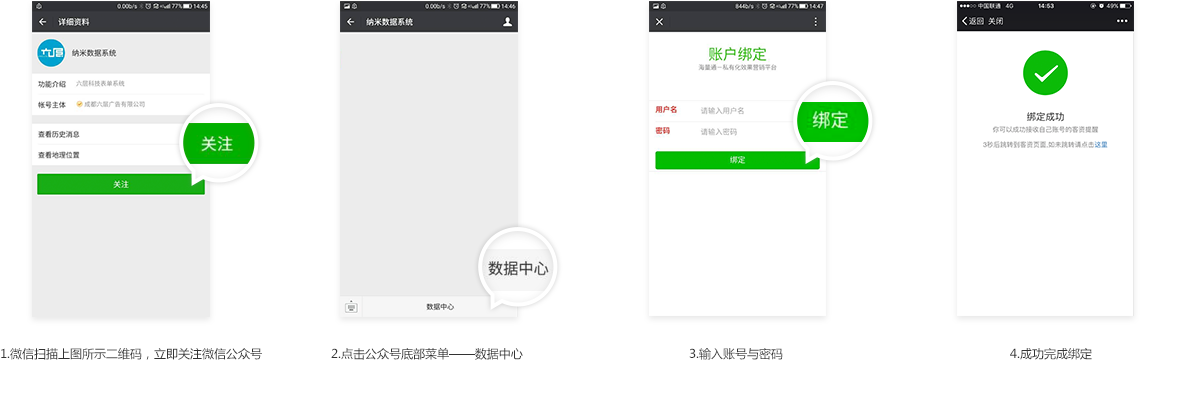 0.00b/s 77% 14:45
详细资料
六层
纳米数据系统
功能介绍 六层科技表单系统
帐号主体 成都六层广告有限公司
查看历史消息
查看地理位置
关注
关注
1.微信扫描上图所示二维码，立即关注微信公众号
0.00b/s 77% 14:46
纳米数据系统
数据中心
数据中心
2.点击公众号底部菜单——数据中心
844b/s 77% 14:47
账户绑定
海量通—私有化效果营销平台
用户名 请输入用户名
密码 请输入密码
绑定
绑定
3.输入账号与密码
中国联通 4G 14:53 49%
返回 关闭
绑定成功
你可以成功接收自己账号的客资提醒
3秒后跳转到客资页面,如未跳转请点击这里
4.成功完成绑定